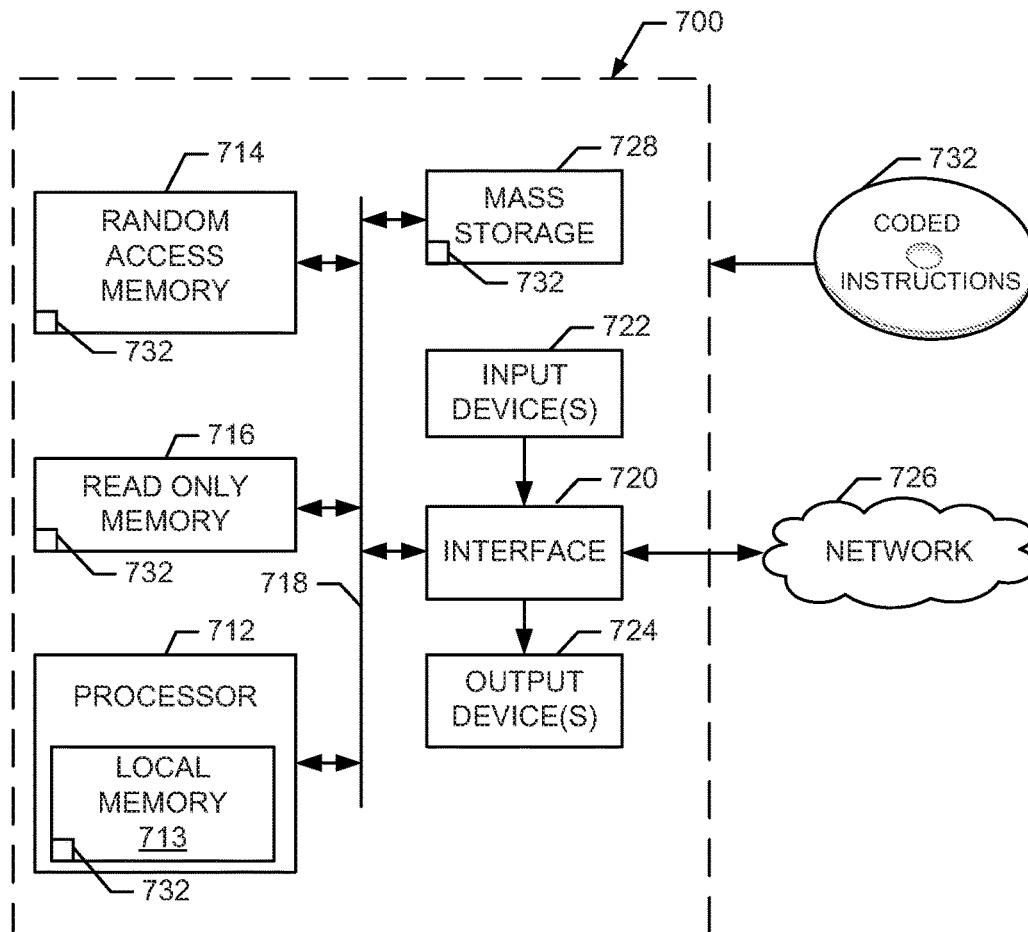 700
714
RANDOM
ACCESS
MEMORY
732
728
MASS
STORAGE
732
732
CODED
INSTRUCTIONS
722
INPUT
DEVICE(S)
716
READ ONLY
MEMORY
732
720
INTERFACE
726
NETWORK
718
712
PROCESSOR
LOCAL
MEMORY
713
732
724
OUTPUT
DEVICE(S)